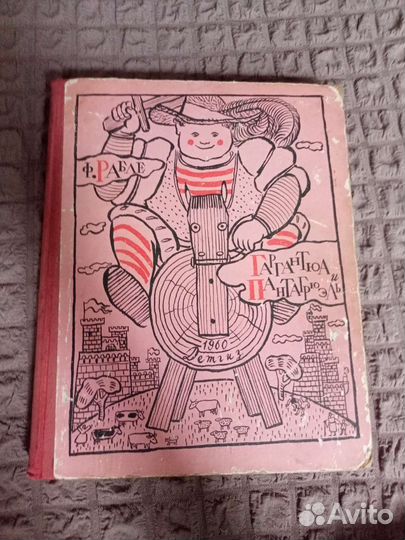 Ф. РАБЛЕ
ГАРГАНТЮА
и
ПАНТАГРЮЭЛЬ
1960
Детгиз
Avito